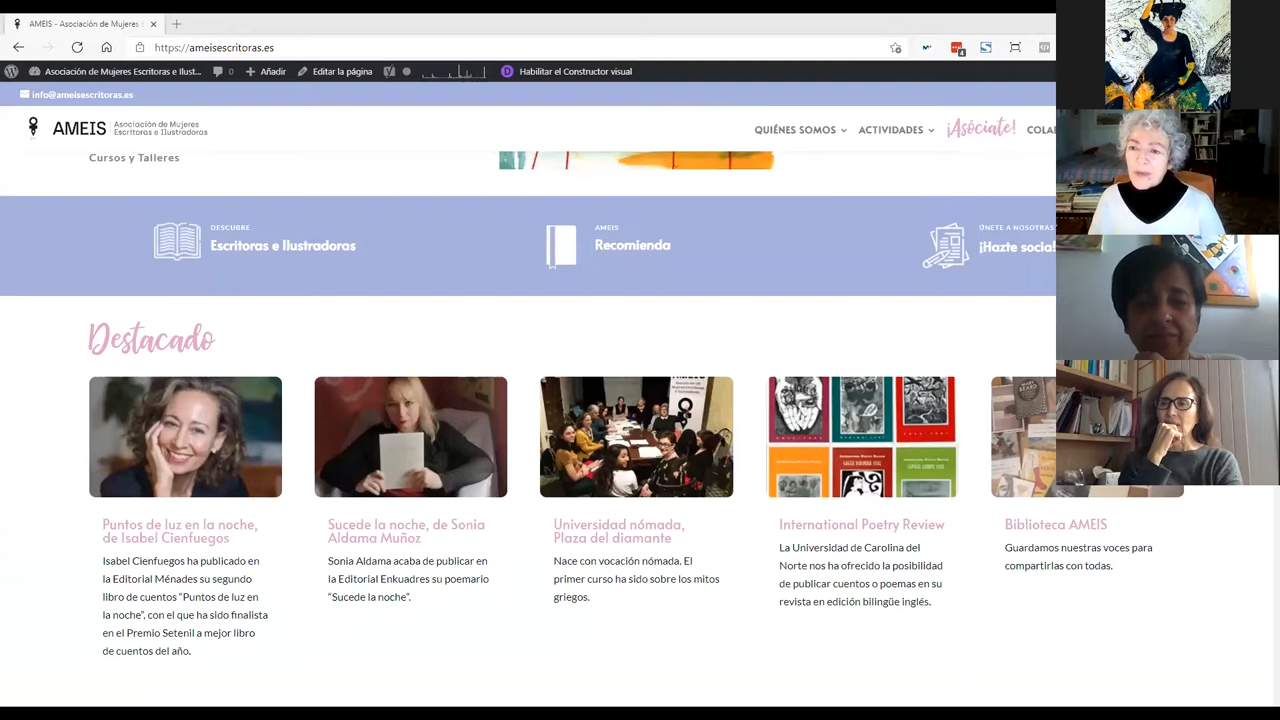 AMEIS - Asociación de Mujeres E
https://ameisescritoras.es
4
Asociación de Mujeres Escritoras e Ilust...
0
Añadir
Editar la página
Habilitar el Constructor visual
info@ameisescritoras.es
AMEIS
Asociación de Mujeres
Escritoras e Ilustradoras
QUIÉNES SOMOS
ACTIVIDADES
¡Asóciate!
COLA
Cursos y Talleres
DESCUBRE
Escritoras e Ilustradoras
AMEIS
Recomienda
ÚNETE A NOSOTRAS
¡Hazte socia!
Destacado
Puntos de luz en la noche,
de Isabel Cienfuegos
Isabel Cienfuegos ha publicado en
la Editorial Ménades su segundo
libro de cuentos “Puntos de luz en
la noche”, con el que ha sido finalista
en el Premio Setenil a mejor libro
de cuentos del año.
Sucede la noche, de Sonia
Aldama Muñoz
Sonia Aldama acaba de publicar en
la Editorial Enkuadres su poemario
“Sucede la noche”.
Universidad nómada,
Plaza del diamante
Nace con vocación nómada. El
primer curso ha sido sobre los mitos
griegos.
International Poetry Review
La Universidad de Carolina del
Norte nos ha ofrecido la posibilidad
de publicar cuentos o poemas en su
revista en edición bilingüe inglés.
Biblioteca AMEIS
Guardamos nuestras voces para
compartirlas con todas.